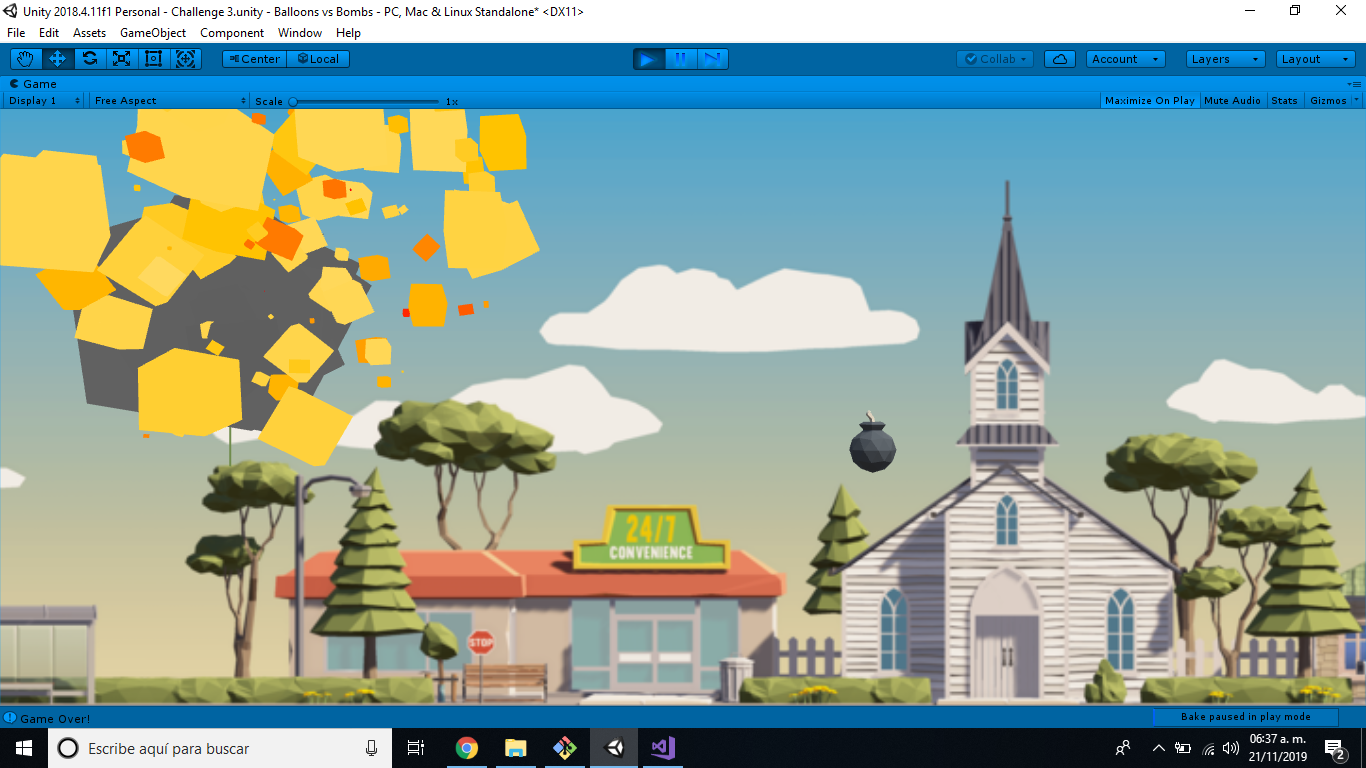 Unity 2018.4.11f1 Personal - Challenge 3.unity - Balloons vs Bombs - PC, Mac & Linux Standalone* <DX11>
File Edit Assets GameObject Component Window Help
Center Local Collab Account Layers Layout
Game
Display 1 Free Aspect Scale 1x Maximize On Play Mute Audio Stats Gizmos
24/7
CONVENIENCE
STOP
Game Over! Bake paused in play mode
Escribe aquí para buscar
06:37 a. m.
21/11/2019
2